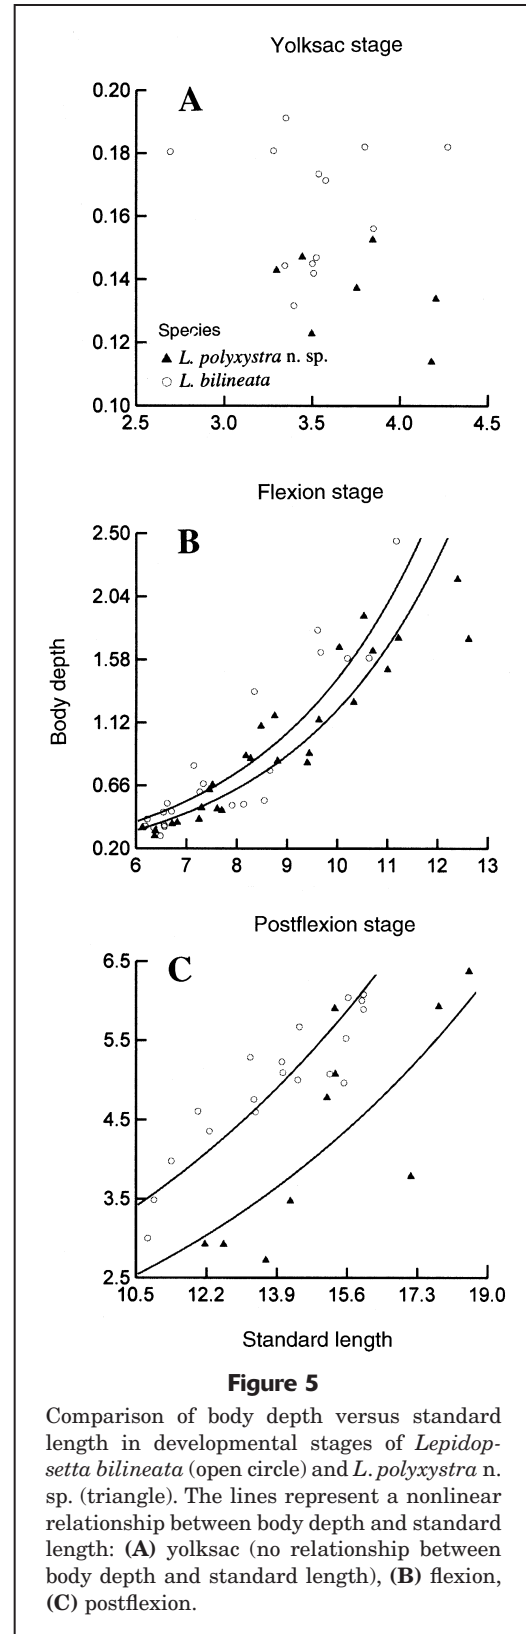 Yolksac stage
A
0.20
0.18
0.16
0.14
0.12
0.10
Species
▲ L. polyxystra n. sp.
○ L. bilineata
2.5 3.0 3.5 4.0 4.5
Flexion stage
B
2.50
2.04
1.58
1.12
0.66
0.20
Body depth
6 7 8 9 10 11 12 13
Postflexion stage
C
6.5
5.5
4.5
3.5
2.5
10.5 12.2 13.9 15.6 17.3 19.0
Standard length
Figure 5
Comparison of body depth versus standard
length in developmental stages of Lepidop-
setta bilineata (open circle) and L. polyxystra n.
sp. (triangle). The lines represent a nonlinear
relationship between body depth and standard
length: (A) yolksac (no relationship between
body depth and standard length), (B) flexion,
(C) postflexion.